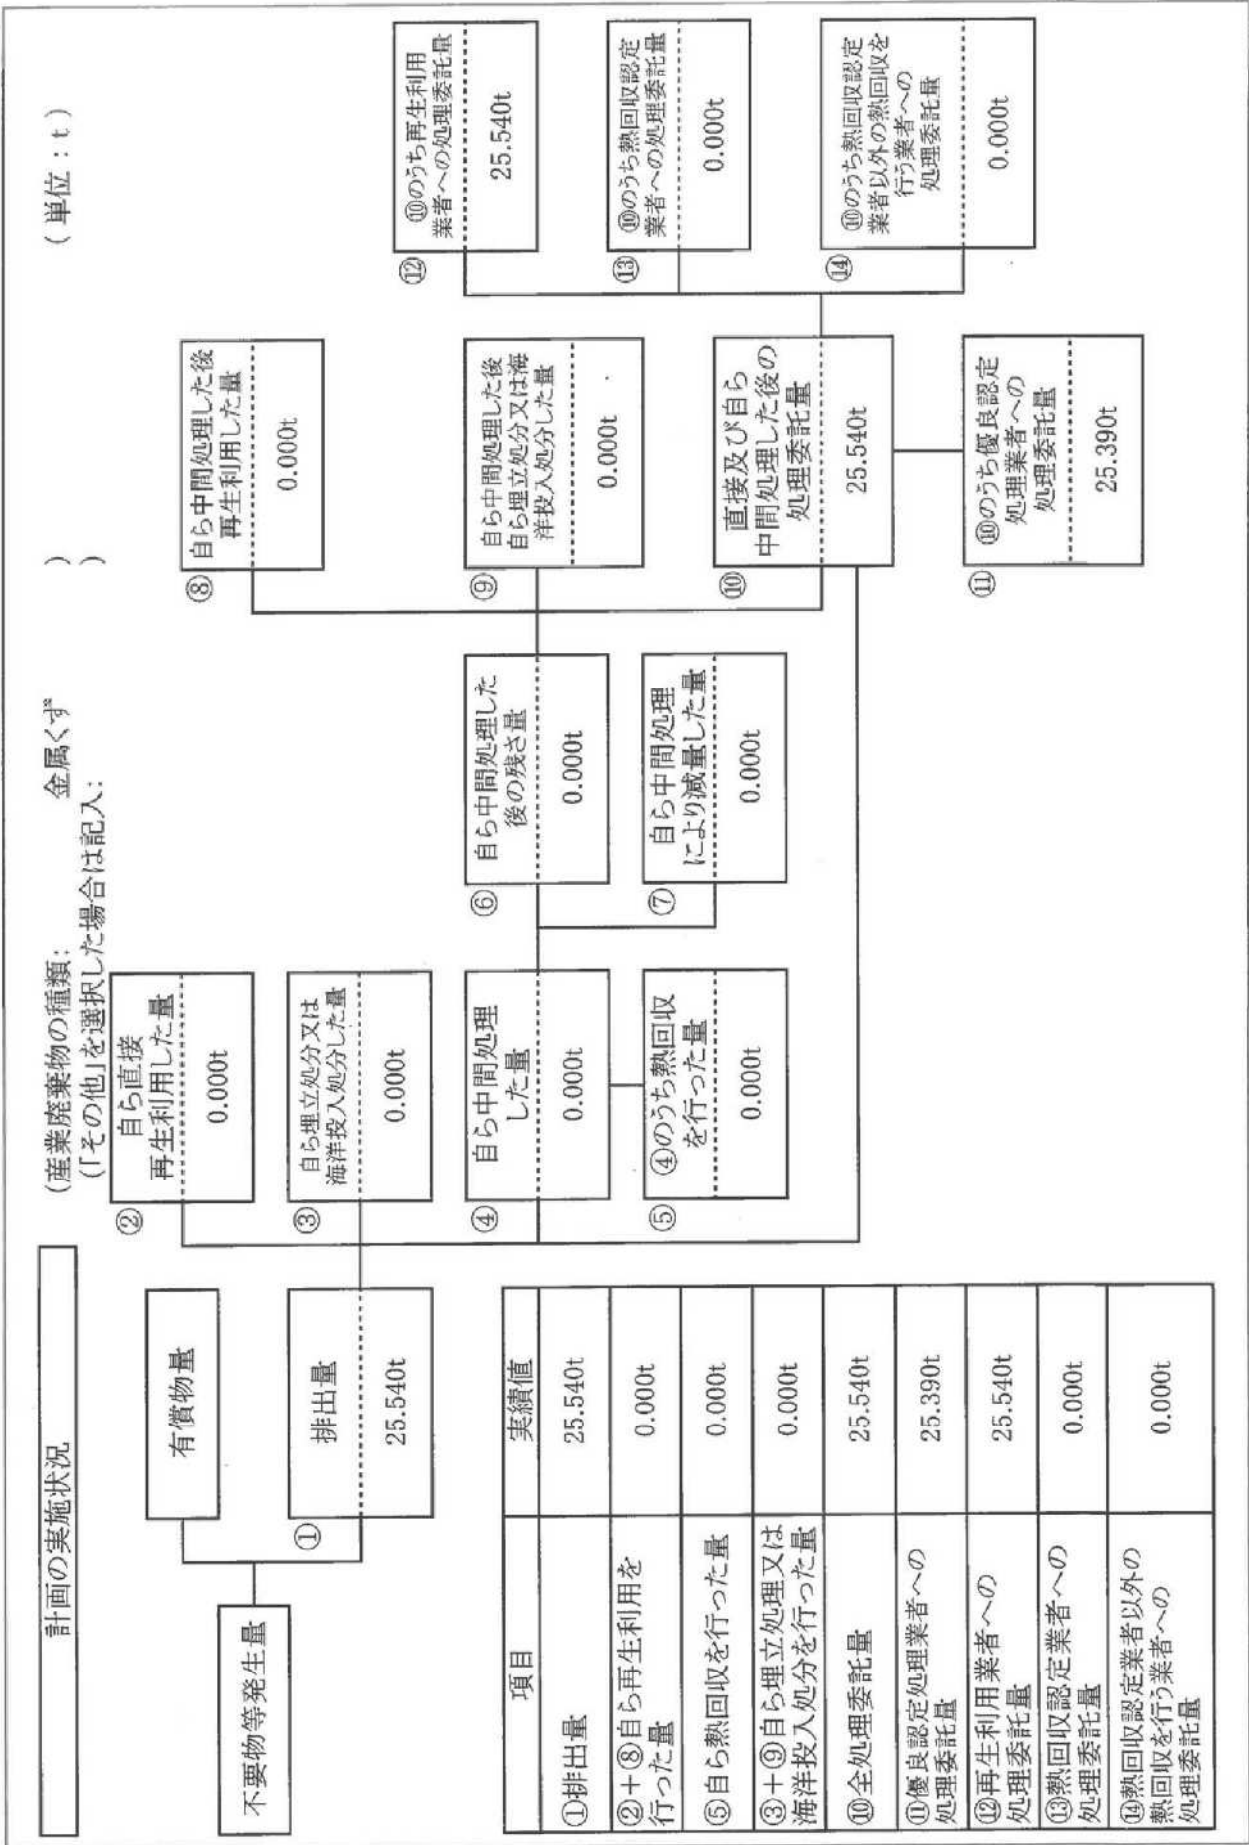 計画の実施状況
(産業廃棄物の種類: 金属くず )
(「その他」を選択した場合は記入: )
(単位:t)
不要物等発生量
有償物量
①
排出量
25.540t
②
自ら直接
再生利用した量
0.000t
③
自ら埋立処分又は
海洋投入処分した量
0.000t
④
自ら中間処理
した量
0.000t
⑤
④のうち熱回収
を行った量
0.000t
⑥
自ら中間処理した
後の残さ量
0.000t
⑦
自ら中間処理
により減量した量
0.000t
⑧
自ら中間処理した後
再生利用した量
0.000t
⑨
自ら中間処理した後
自ら埋立処分又は海
洋投入処分した量
0.000t
⑩
直接及び自ら
中間処理した後の
処理委託量
25.540t
⑪
⑩のうち優良認定
処理業者への
処理委託量
25.390t
⑫
⑩のうち再生利用
業者への処理委託量
25.540t
⑬
⑩のうち熱回収認定
業者への処理委託量
0.000t
⑭
⑩のうち熱回収認定
業者以外の熱回収を
行う業者への
処理委託量
0.000t
項目 実績値
①排出量 25.540t
②+⑧自ら再生利用を
行った量 0.000t
⑤自ら熱回収を行った量 0.000t
③+⑨自ら埋立処理又は
海洋投入処分を行った量 0.000t
⑩全処理委託量 25.540t
⑪優良認定処理業者への
処理委託量 25.390t
⑫再生利用業者への
処理委託量 25.540t
⑬熱回収認定業者への
処理委託量 0.000t
⑭熱回収認定業者以外の
熱回収を行う業者への
処理委託量 0.000t